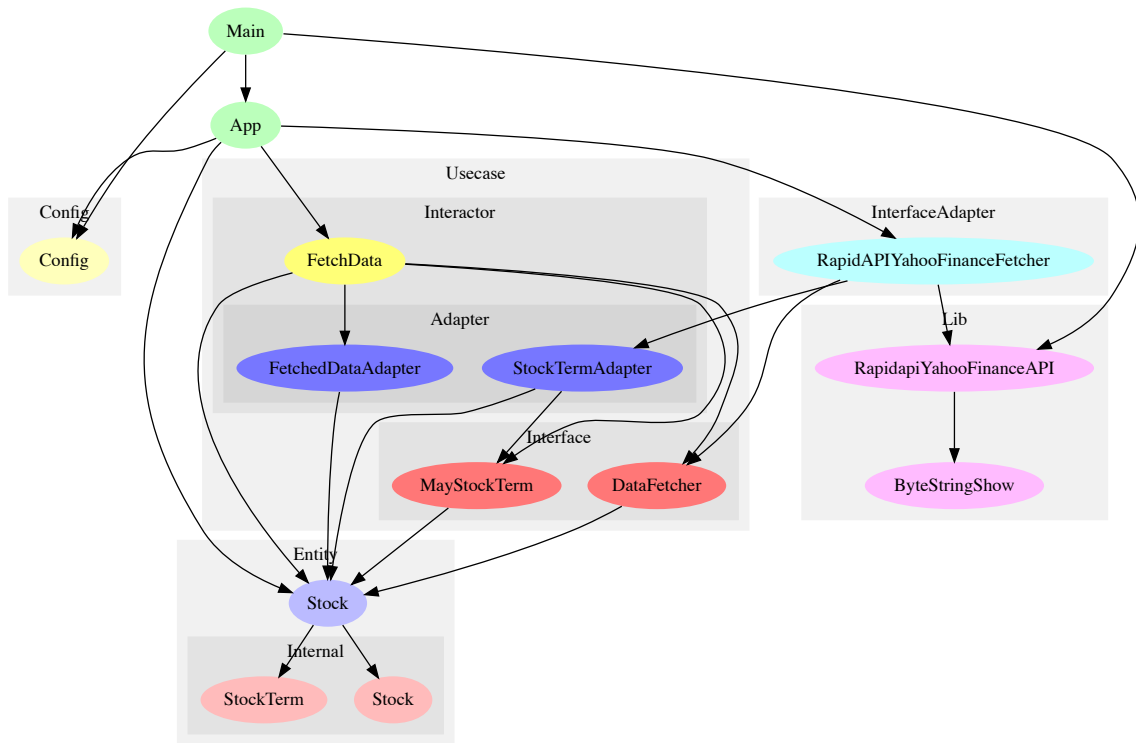 Main
App
Usecase
Config
Interactor
InterfaceAdapter
Config
FetchData
RapidAPIYahooFinanceFetcher
Adapter
Lib
FetchedDataAdapter
StockTermAdapter
RapidapiYahooFinanceAPI
Interface
MayStockTerm
DataFetcher
ByteStringShow
Entity
Stock
Internal
StockTerm
Stock